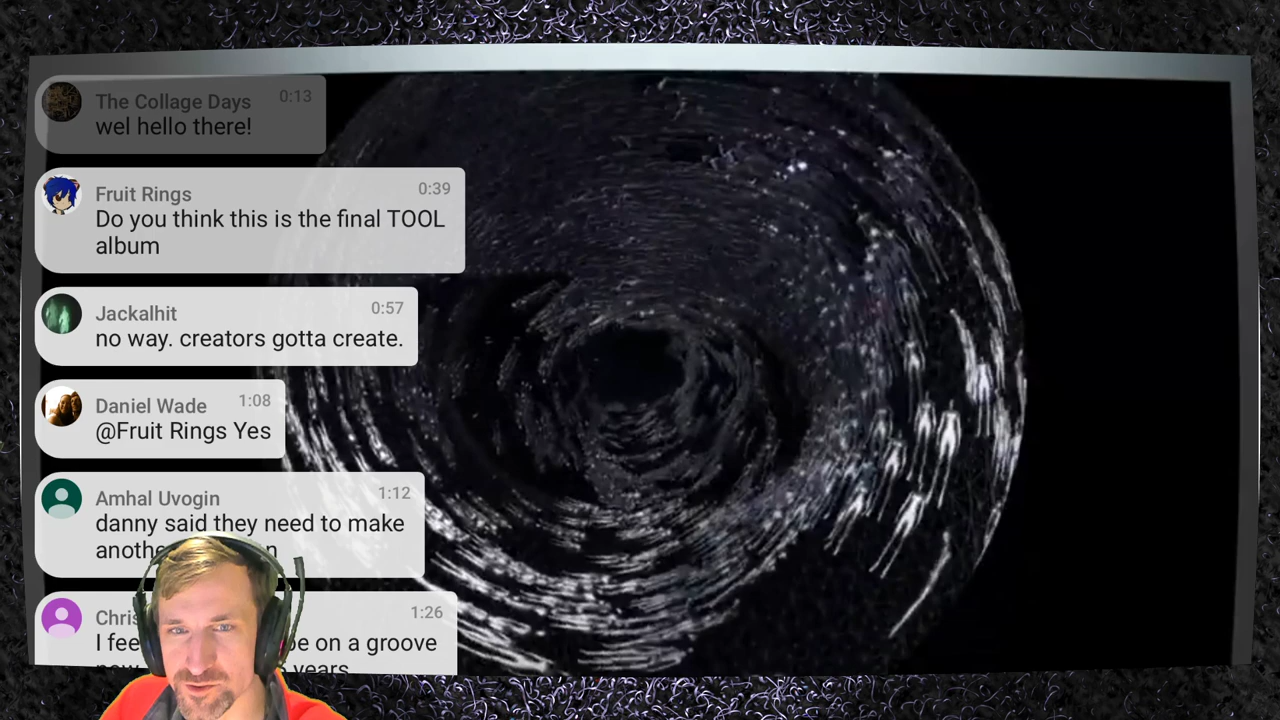 The Collage Days 0:13
wel hello there!
Fruit Rings 0:39
Do you think this is the final TOOL
album
Jackalhit 0:57
no way. creators gotta create.
Daniel Wade 1:08
@Fruit Rings Yes
Amhal Uvogin 1:12
danny said they need to make
1:26
I on a groove
years